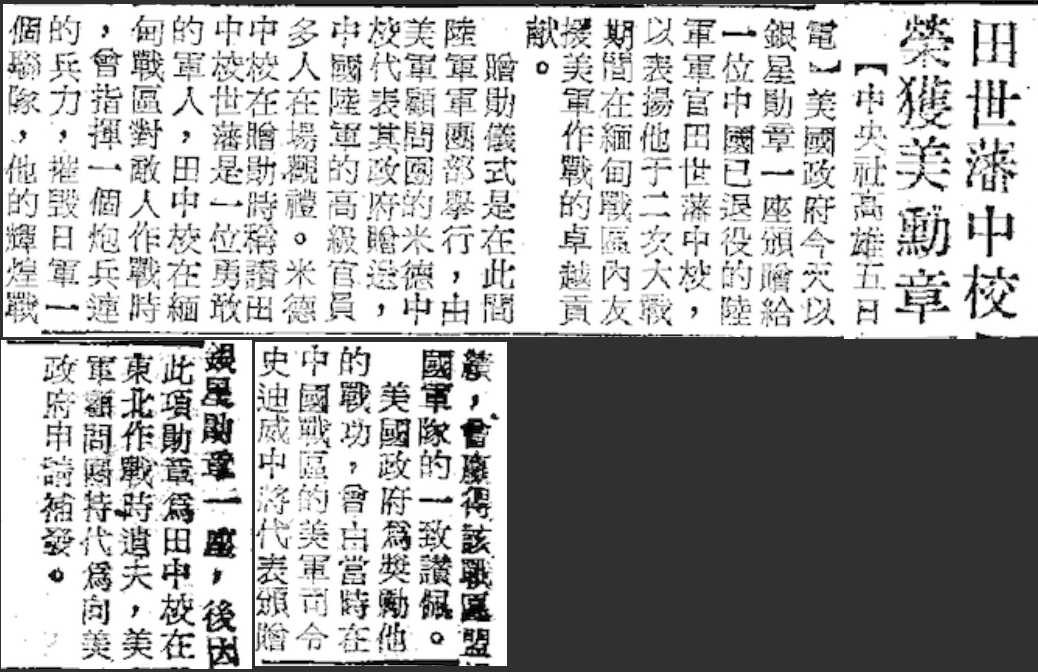 田世藩中校
榮獲美勳章
【中央社高雄五日
電】美國政府今天以
銀星勛章一座頒贈給
一位中國已退役的陸
軍軍官田世藩中校，
以表揚他于二次大戰
期間在緬甸戰區內友
援美軍作戰的卓越貢
献。
贈勛儀式是在此間
陸軍軍團部舉行，由
美軍顧問團的米德中
校代表其政府贈送，
中國陸軍的高級官員
多人在場觀禮。米德
中校在贈勛時稱讚田
中校世藩是一位勇敢
的軍人，田中校在緬
甸戰區對敵人作戰時
，曾指揮一個炮兵連
的兵力，摧毀日軍一
個聯隊，他的輝煌戰
績，曾贏得該戰區盟
國軍隊的一致讚佩。
美國政府為獎勵他
的戰功，曾由當時在
中國戰區的美軍司令
史迪威中將代表頒贈
銀星勛章一座，後因
此項勛章為田中校在
東北作戰時遺夫，美
軍顧問團特代為向美
政府申請補發。